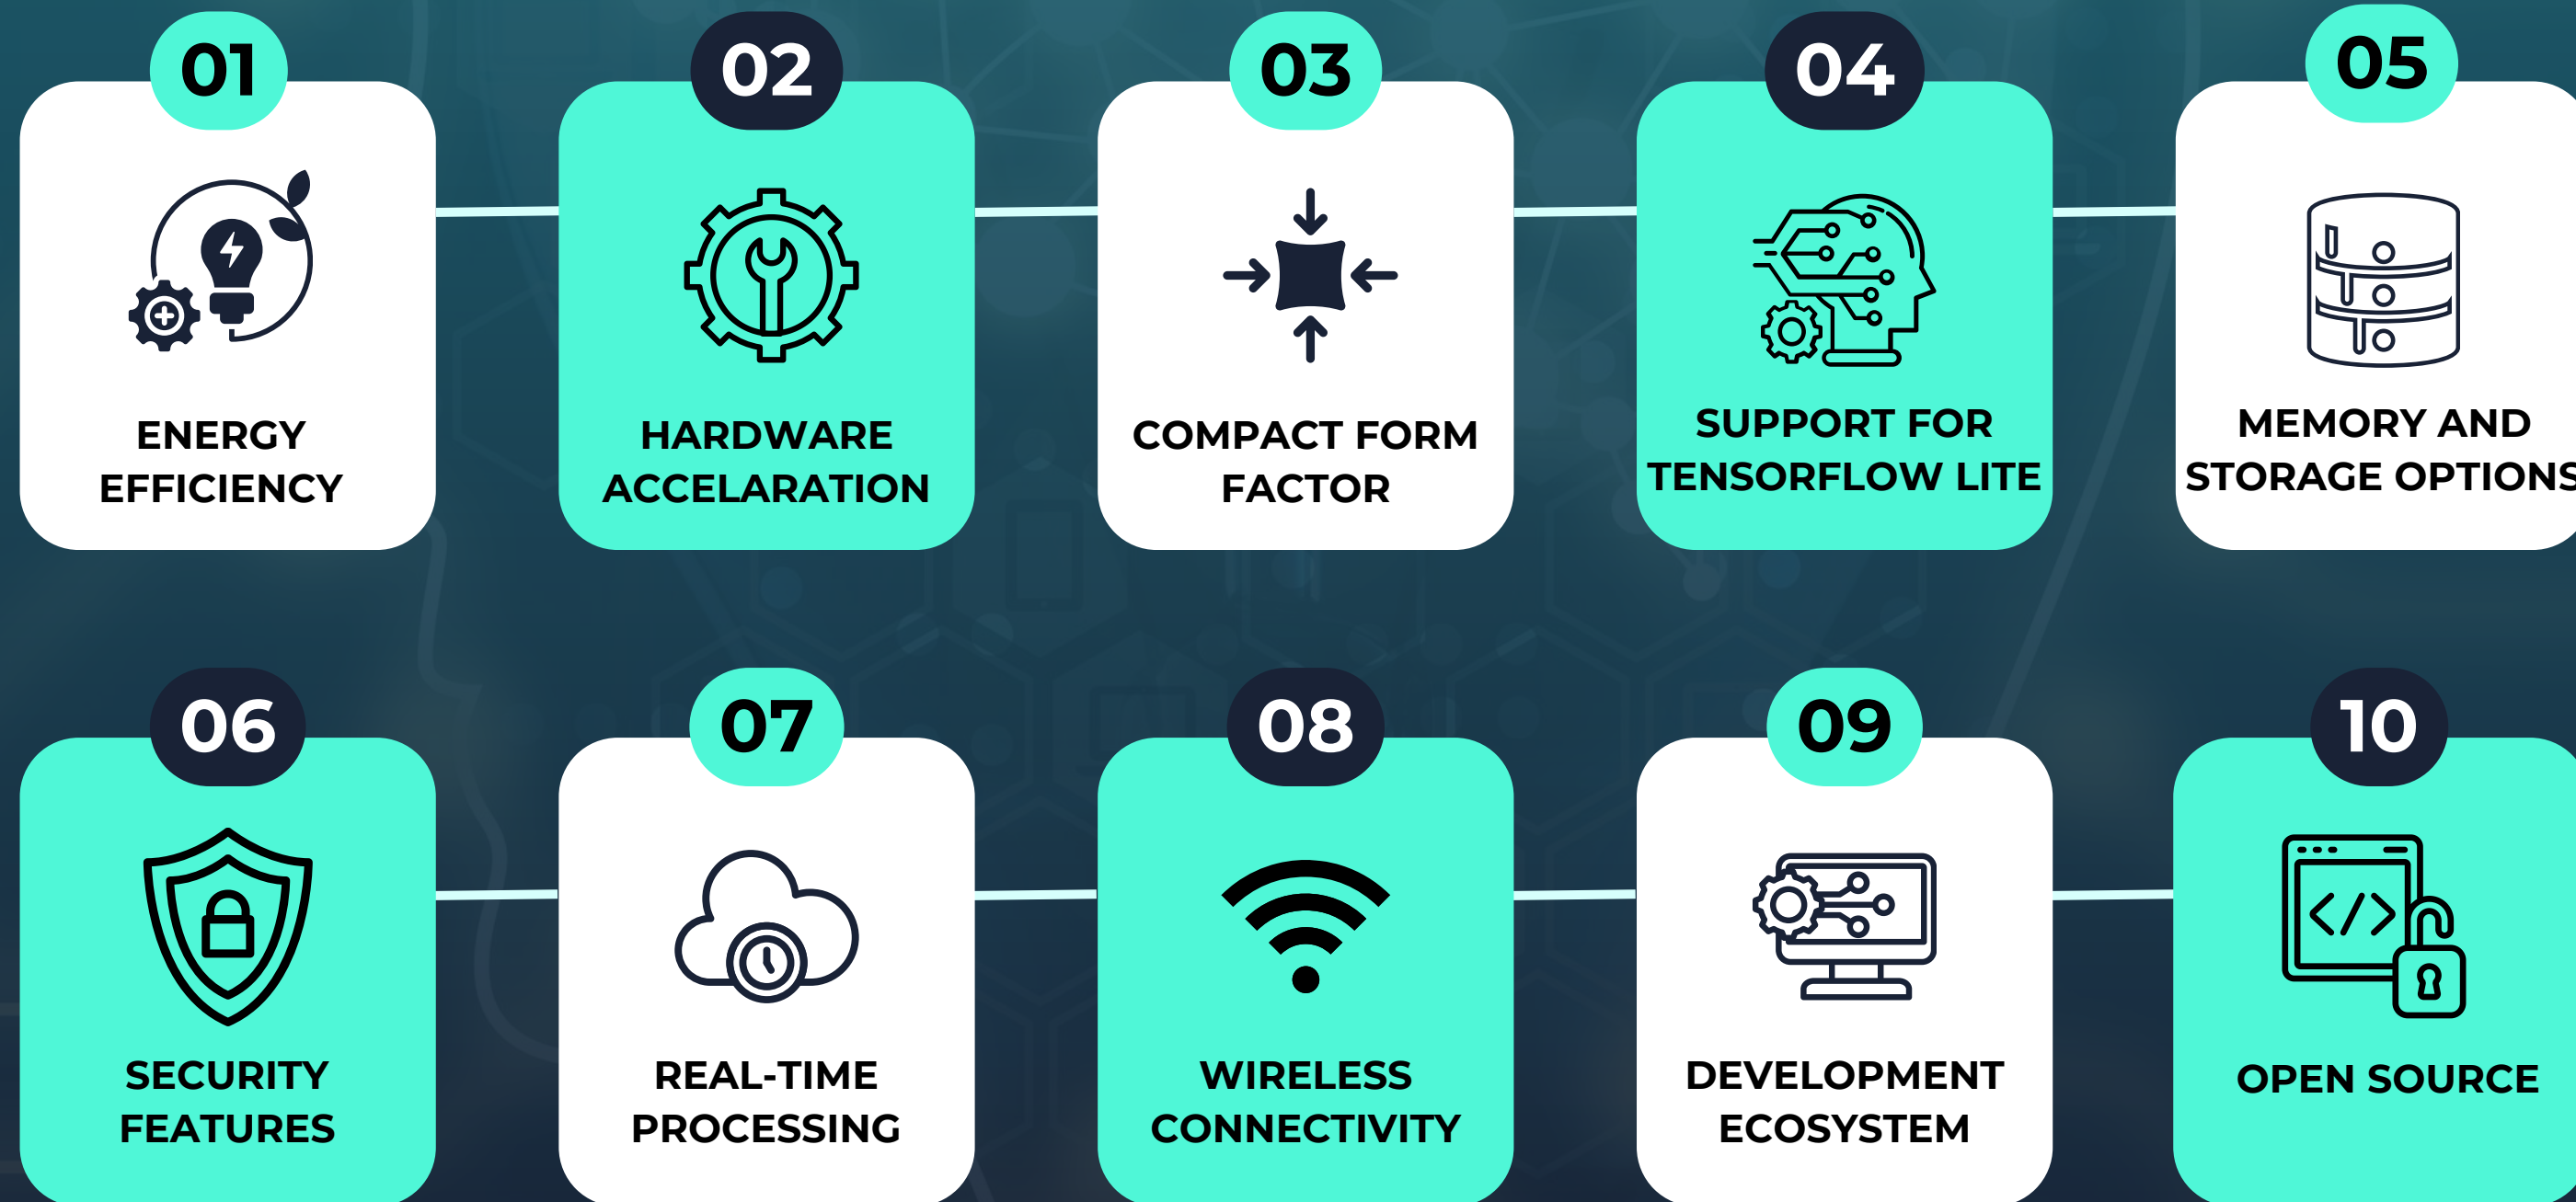 01
ENERGY
EFFICIENCY
02
HARDWARE
ACCELARATION
03
COMPACT FORM
FACTOR
04
SUPPORT FOR
TENSORFLOW LITE
05
MEMORY AND
STORAGE OPTIONS
06
SECURITY
FEATURES
07
REAL-TIME
PROCESSING
08
WIRELESS
CONNECTIVITY
09
DEVELOPMENT
ECOSYSTEM
10
</>
OPEN SOURCE